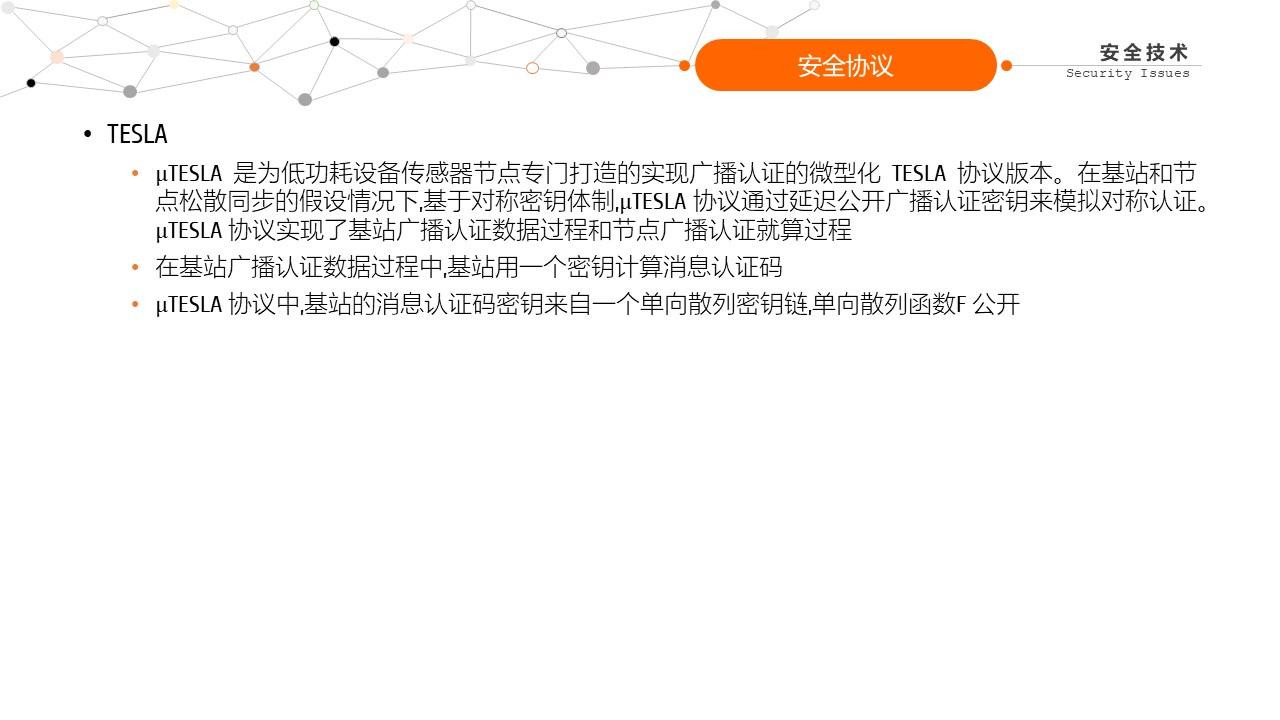 安全协议
安全技术
Security Issues
• TESLA
• μTESLA 是为低功耗设备传感器节点专门打造的实现广播认证的微型化 TESLA 协议版本。在基站和节
点松散同步的假设情况下,基于对称密钥体制,μTESLA 协议通过延迟公开广播认证密钥来模拟对称认证。
μTESLA 协议实现了基站广播认证数据过程和节点广播认证就算过程
• 在基站广播认证数据过程中,基站用一个密钥计算消息认证码
• μTESLA 协议中,基站的消息认证码密钥来自一个单向散列密钥链,单向散列函数F 公开